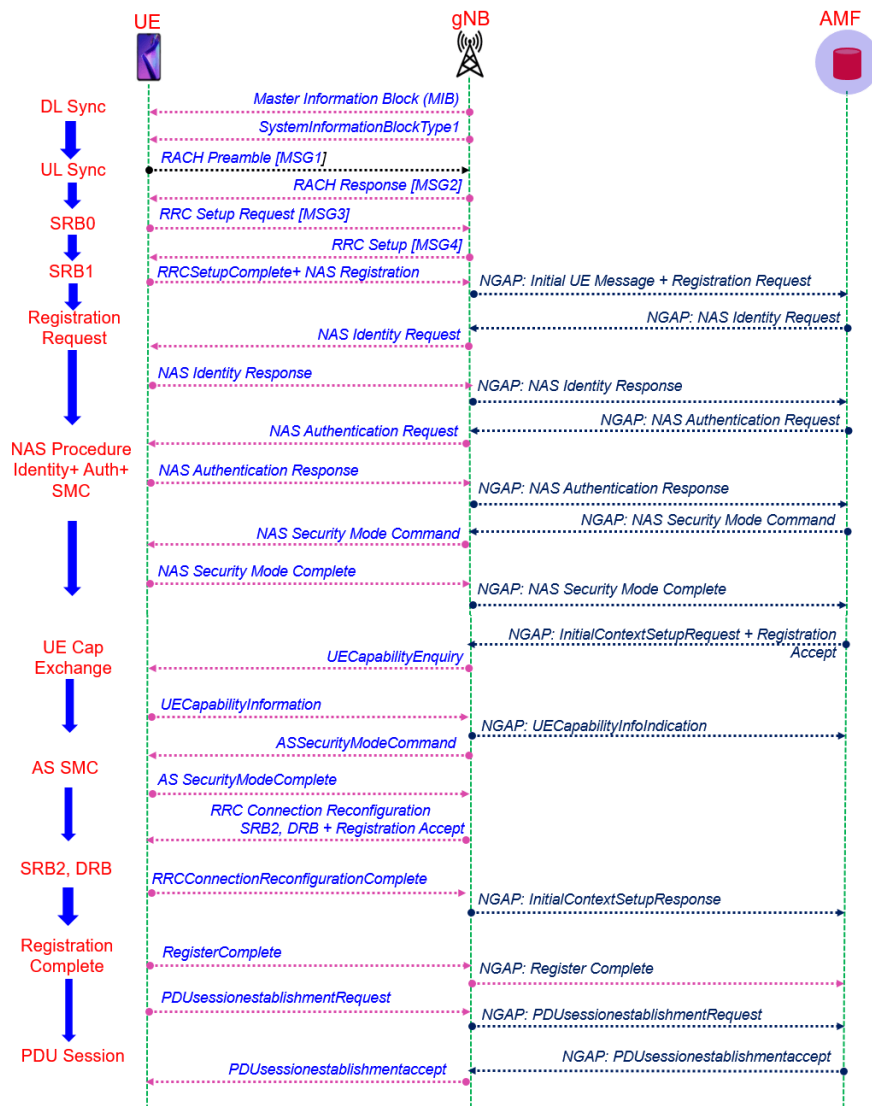 UE
gNB
AMF
Master Information Block (MIB)
DL Sync
SystemInformationBlockType1
RACH Preamble [MSG1]
UL Sync
RACH Response [MSG2]
RRC Setup Request [MSG3]
SRB0
RRC Setup [MSG4]
SRB1
RRCSetupComplete+ NAS Registration
NGAP: Initial UE Message + Registration Request
Registration
Request
NGAP: NAS Identity Request
NAS Identity Request
NAS Identity Response
NGAP: NAS Identity Response
NGAP: NAS Authentication Request
NAS Authentication Request
NAS Procedure
Identity+ Auth+
SMC
NAS Authentication Response
NGAP: NAS Authentication Response
NGAP: NAS Security Mode Command
NAS Security Mode Command
NAS Security Mode Complete
NGAP: NAS Security Mode Complete
NGAP: InitialContextSetupRequest + Registration
Accept
UE Cap
Exchange
UECapabilityEnquiry
UECapabilityInformation
NGAP: UECapabilityInfoIndication
ASSecurityModeCommand
AS SMC
AS SecurityModeComplete
RRC Connection Reconfiguration
SRB2, DRB + Registration Accept
SRB2, DRB
RRCConnectionReconfigurationComplete
NGAP: InitialContextSetupResponse
Registration
Complete
RegisterComplete
NGAP: Register Complete
PDUsessionestablishmentRequest
NGAP: PDUsessionestablishmentRequest
PDU Session
NGAP: PDUsessionestablishmentaccept
PDUsessionestablishmentaccept